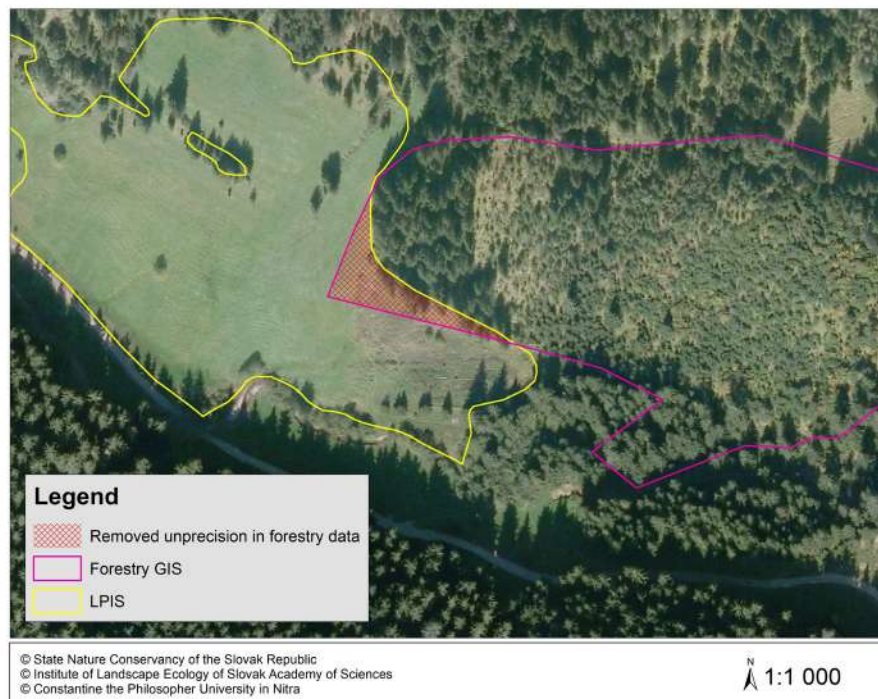 Legend
Removed unprecision in forestry data
Forestry GIS
LPIS
© State Nature Conservancy of the Slovak Republic
© Institute of Landscape Ecology of Slovak Academy of Sciences
© Constantine the Philosopher University in Nitra
N
1:1 000